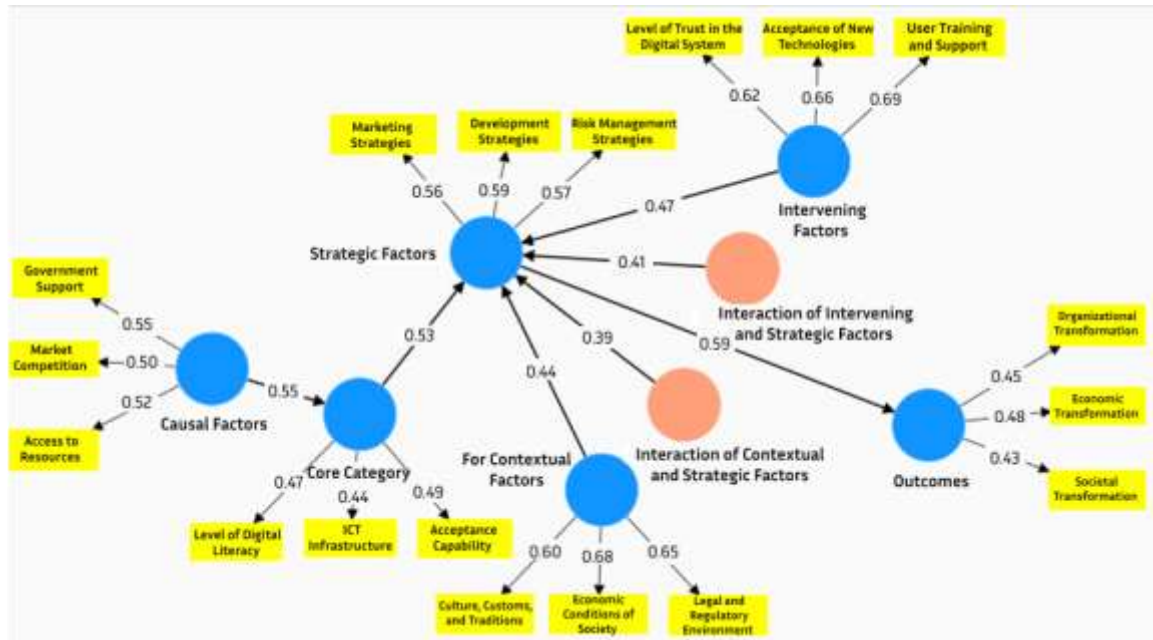 Level of Trust in the
Digital System
Acceptance of New
Technologies
User Training
and Support
0.62
0.66
0.69
Marketing
Strategies
Development
Strategies
Risk Management
Strategies
0.56
0.59
0.57
0.47
Intervening
Factors
Strategic Factors
0.41
Government
Support
Interaction of Intervening
and Strategic Factors
Organizational
Transformation
0.55
0.53
0.39
0.59
Market
Competition
0.50
0.44
0.45
0.52
0.55
Economic
Transformation
0.48
Causal Factors
Access to
Resources
Core Category
For Contextual
Factors
Interaction of Contextual
and Strategic Factors
0.43
Outcomes
0.47
0.44
0.49
Societal
Transformation
Level of Digital
Literacy
ICT
Infrastructure
Acceptance
Capability
0.60
0.68
0.65
Culture, Customs,
and Traditions
Economic
Conditions of
Society
Legal and
Regulatory
Environment